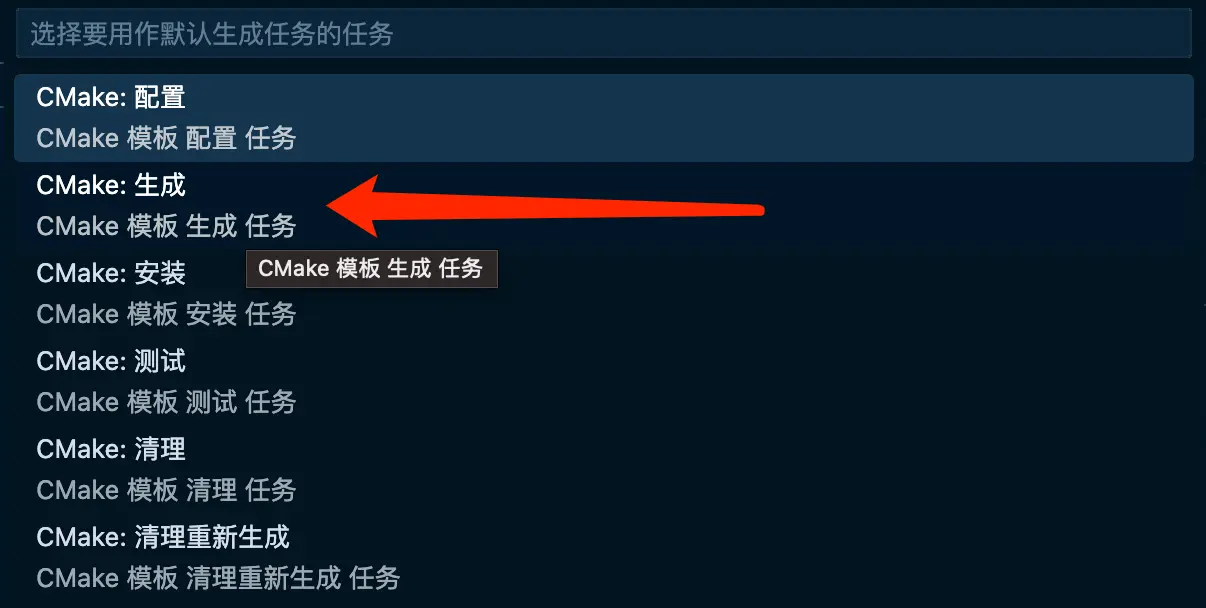 选择要用作默认生成任务的任务
CMake: 配置
CMake 模板 配置 任务
CMake: 生成
CMake 模板 生成 任务
CMake 模板 生成 任务
CMake: 安装
CMake 模板 安装 任务
CMake: 测试
CMake 模板 测试 任务
CMake: 清理
CMake 模板 清理 任务
CMake: 清理重新生成
CMake 模板 清理重新生成 任务